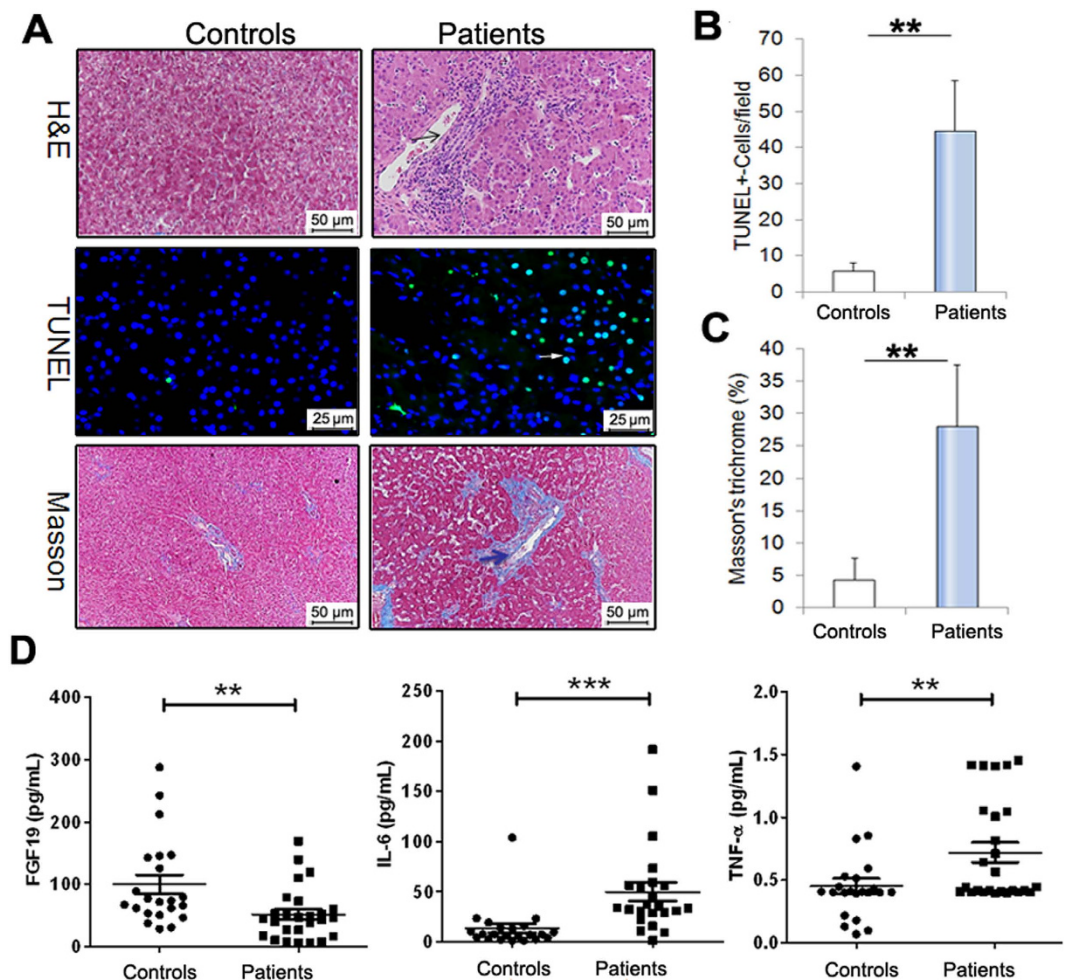 A
Controls
Patients
H&E
50 µm
50 µm
TUNEL
25 µm
25 µm
Masson
50 µm
50 µm
B
**
TUNEL+-Cells/field
70
60
50
40
30
20
10
0
Controls
Patients
C
**
Masson's trichrome (%)
40
35
30
25
20
15
10
5
0
Controls
Patients
D
**
FGF19 (pg/mL)
400
300
200
100
0
Controls
Patients
***
IL-6 (pg/mL)
250
200
150
100
50
0
Controls
Patients
**
TNF-α (pg/mL)
2.0
1.5
1.0
0.5
0.0
Controls
Patients